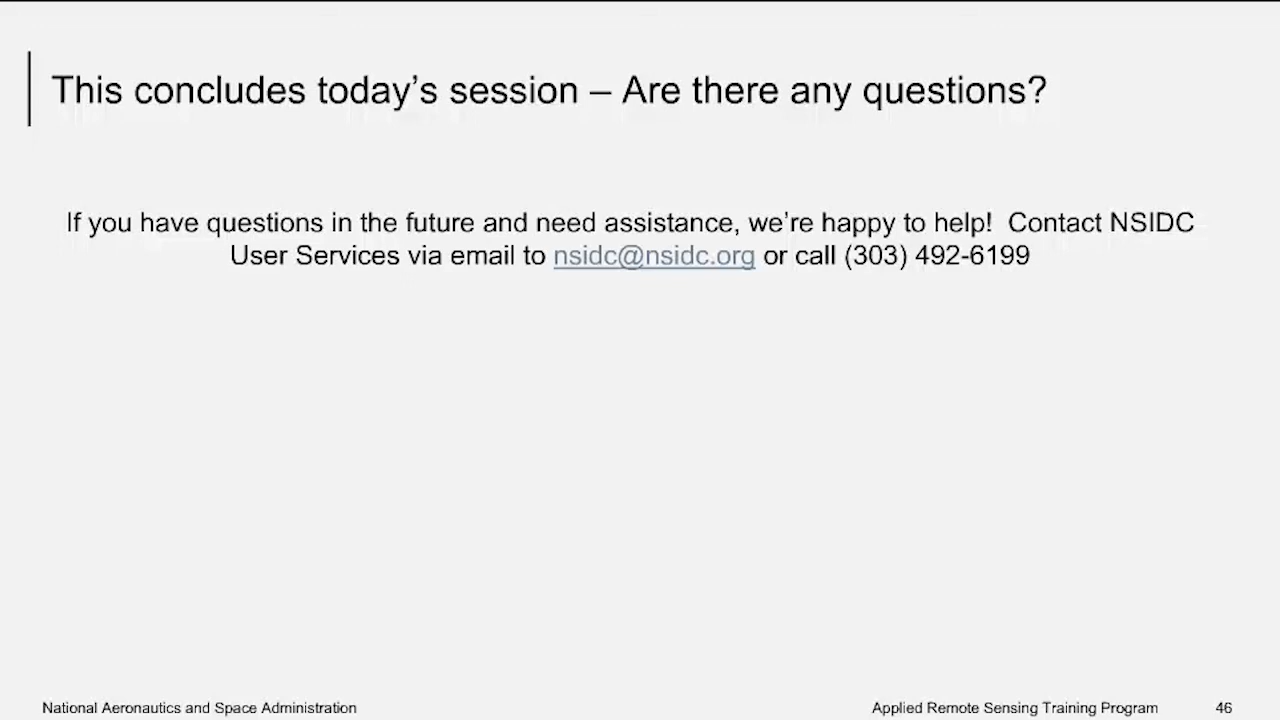 This concludes today’s session – Are there any questions?
If you have questions in the future and need assistance, we’re happy to help!  Contact NSIDC
User Services via email to nsidc@nsidc.org or call (303) 492-6199
National Aeronautics and Space Administration
Applied Remote Sensing Training Program
46